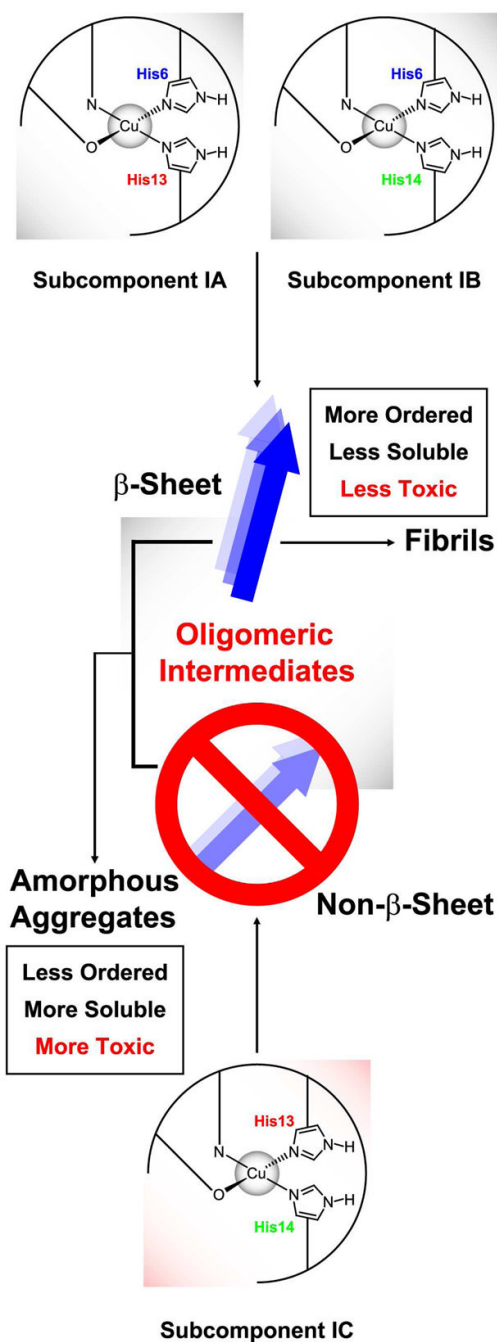 His6
N
N
N-H
Cu
O
N
N-H
His13
His6
N
N
N-H
Cu
O
N
N-H
His14
Subcomponent IA
Subcomponent IB
More Ordered
Less Soluble
Less Toxic
β-Sheet
Fibrils
Oligomeric
Intermediates
Amorphous
Aggregates
Non-β-Sheet
Less Ordered
More Soluble
More Toxic
His13
N
N
N-H
Cu
O
N
N-H
His14
Subcomponent IC